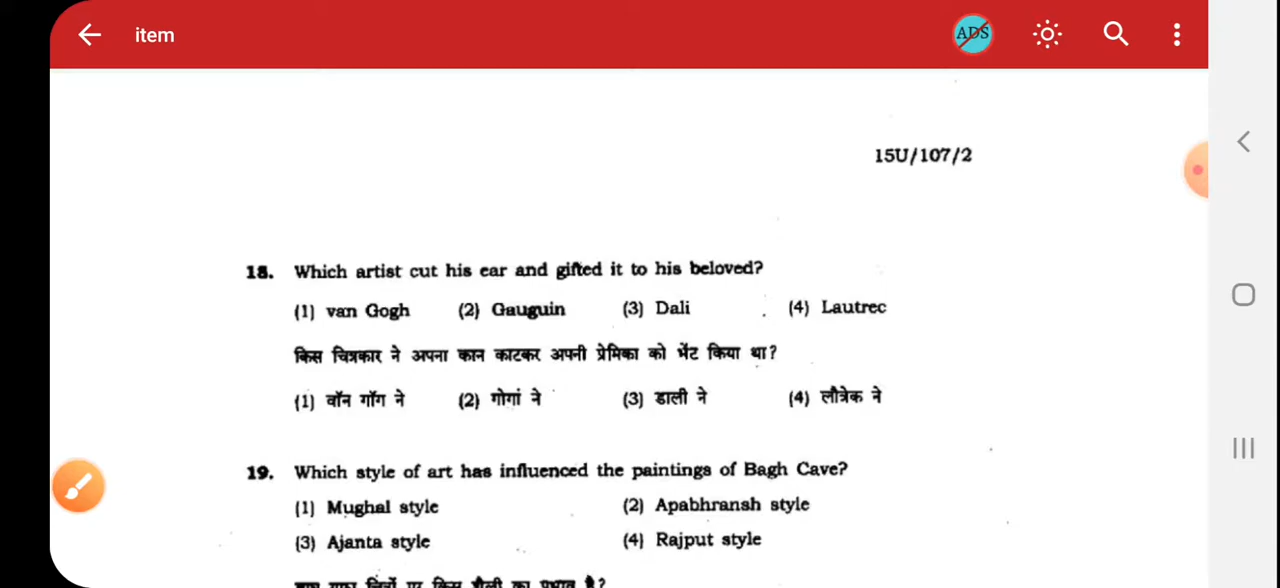 item
ADS
15U/107/2
18. Which artist cut his ear and gifted it to his beloved?
(1) van Gogh (2) Gauguin (3) Dali (4) Lautrec
किस चित्रकार ने अपना कान काटकर अपनी प्रेमिका को भेंट किया था?
(1) वॉन गॉग ने (2) गोगां ने (3) डाली ने (4) लौत्रेक ने
19. Which style of art has influenced the paintings of Bagh Cave?
(1) Mughal style (2) Apabhransh style
(3) Ajanta style (4) Rajput style
बाघ गुफा चित्रों पर किस शैली का प्रभाव है?